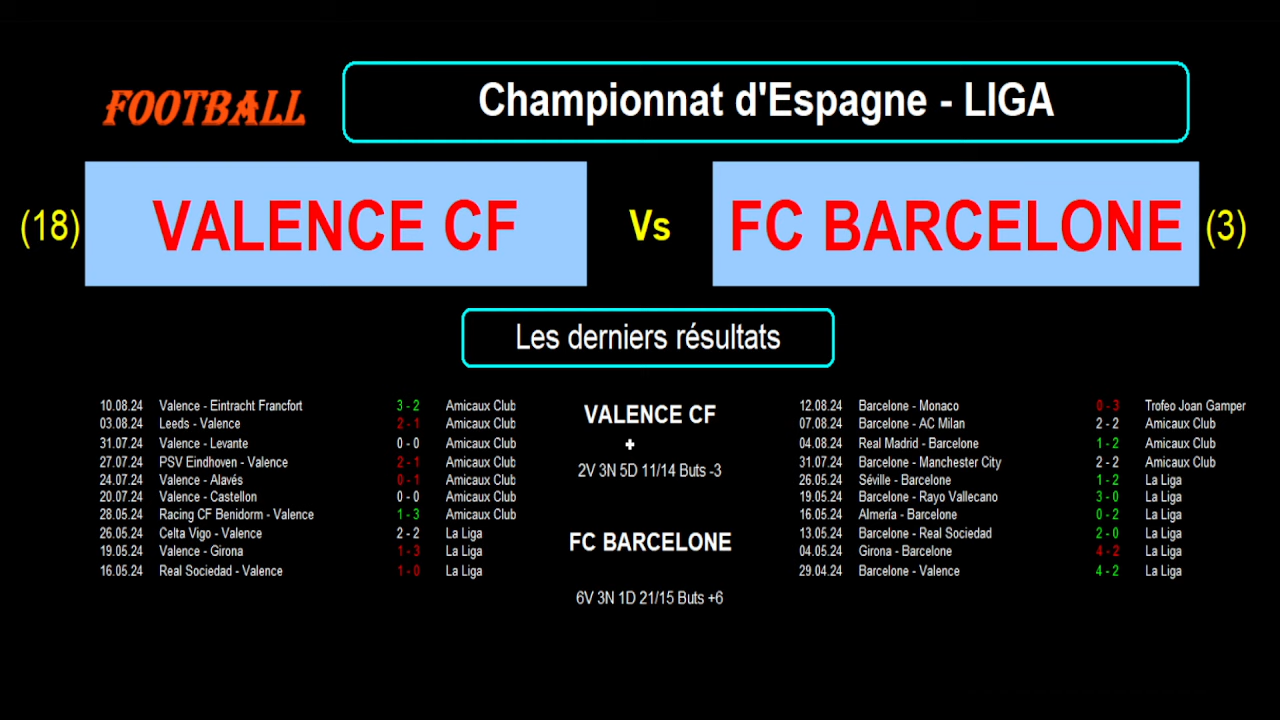 FOOTBALL
Championnat d'Espagne - LIGA
(18) VALENCE CF Vs FC BARCELONE (3)
Les derniers résultats
10.08.24 Valence - Eintracht Francfort 3 - 2 Amicaux Club
03.08.24 Leeds - Valence 2 - 1 Amicaux Club
31.07.24 Valence - Levante 0 - 0 Amicaux Club
27.07.24 PSV Eindhoven - Valence 2 - 1 Amicaux Club
24.07.24 Valence - Alavés 0 - 1 Amicaux Club
20.07.24 Valence - Castellon 0 - 0 Amicaux Club
28.05.24 Racing CF Benidorm - Valence 1 - 3 Amicaux Club
26.05.24 Celta Vigo - Valence 2 - 2 La Liga
19.05.24 Valence - Girona 1 - 3 La Liga
16.05.24 Real Sociedad - Valence 1 - 0 La Liga
VALENCE CF
+
2V 3N 5D 11/14 Buts -3
FC BARCELONE
6V 3N 1D 21/15 Buts +6
12.08.24 Barcelone - Monaco 0 - 3 Trofeo Joan Gamper
07.08.24 Barcelone - AC Milan 2 - 2 Amicaux Club
04.08.24 Real Madrid - Barcelone 1 - 2 Amicaux Club
31.07.24 Barcelone - Manchester City 2 - 2 Amicaux Club
26.05.24 Séville - Barcelone 1 - 2 La Liga
19.05.24 Barcelone - Rayo Vallecano 3 - 0 La Liga
16.05.24 Almería - Barcelone 0 - 2 La Liga
13.05.24 Barcelone - Real Sociedad 2 - 0 La Liga
04.05.24 Girona - Barcelone 4 - 2 La Liga
29.04.24 Barcelone - Valence 4 - 2 La Liga